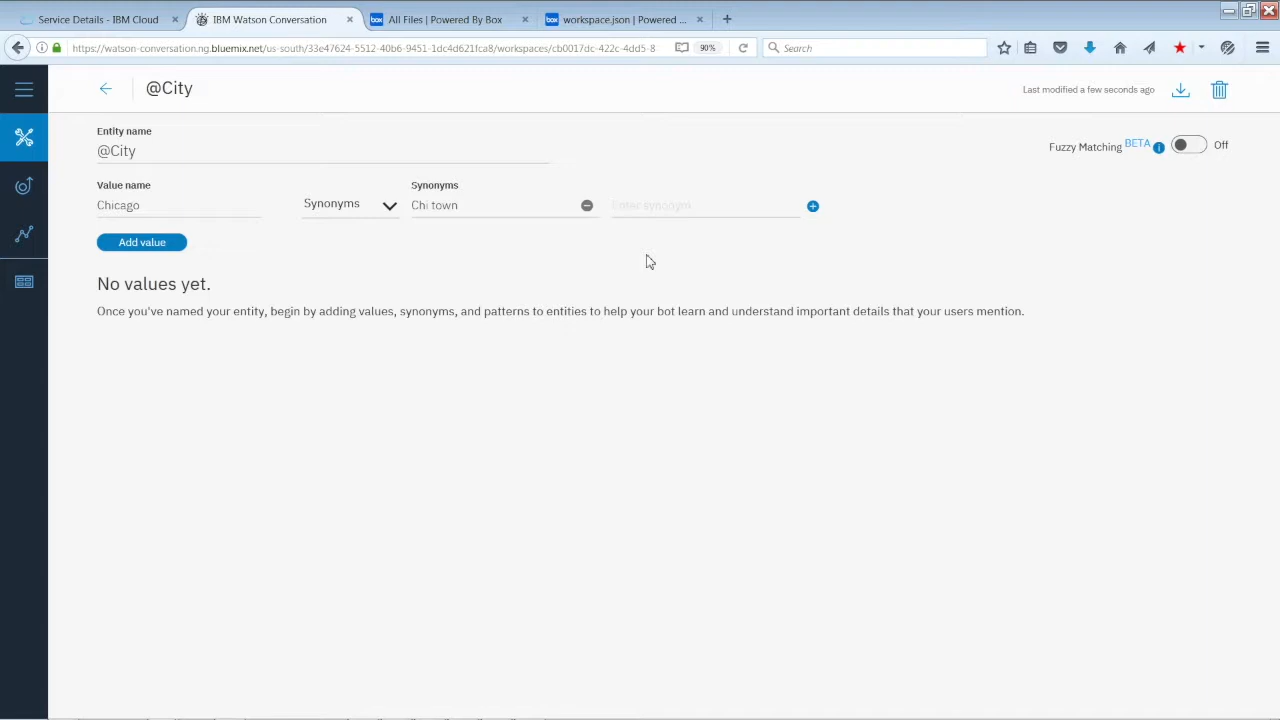 Service Details - IBM Cloud
IBM Watson Conversation
box All Files | Powered By Box
box workspace.json | Powered ...
https://watson-conversation.ng.bluemix.net/us-south/33e47624-5512-40b6-9451-1dc4d621fca8/workspaces/cb0017dc-422c-4dd5-8
90%
Search
@City
Last modified a few seconds ago
Entity name
@City
Fuzzy Matching BETA
Off
Value name
Synonyms
Chicago
Synonyms
Chi town
Enter synonym
Add value
No values yet.
Once you've named your entity, begin by adding values, synonyms, and patterns to entities to help your bot learn and understand important details that your users mention.